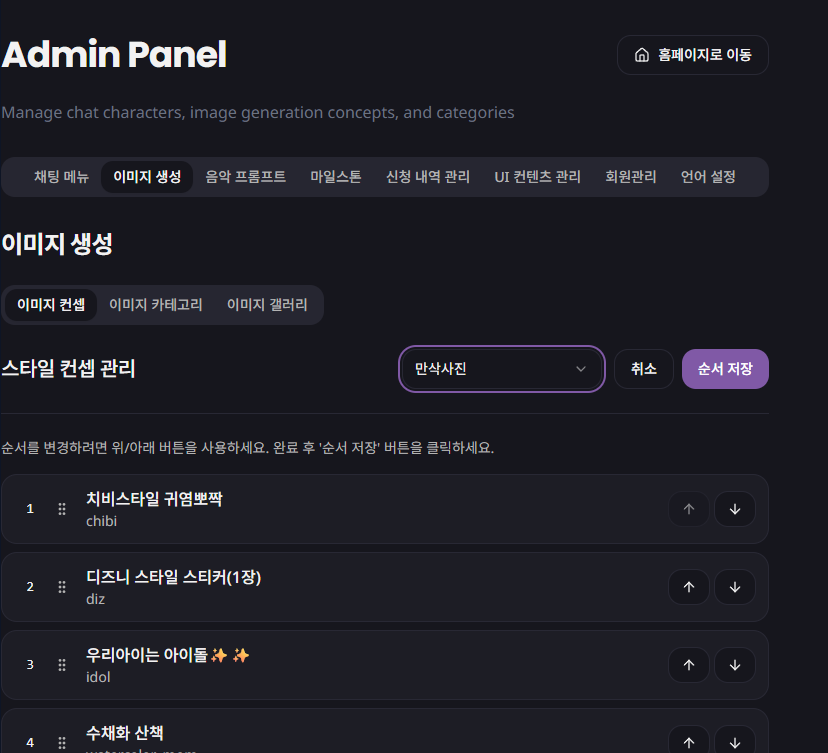 Admin Panel
홈페이지로 이동
Manage chat characters, image generation concepts, and categories
채팅 메뉴 이미지 생성 음악 프롬프트 마일스톤 신청 내역 관리 UI 컨텐츠 관리 회원관리 언어 설정
이미지 생성
이미지 컨셉 이미지 카테고리 이미지 갤러리
스타일 컨셉 관리 만삭사진 취소 순서 저장
순서를 변경하려면 위/아래 버튼을 사용하세요. 완료 후 '순서 저장' 버튼을 클릭하세요.
1 치비스타일 귀염뽀짝
chibi
2 디즈니 스타일 스티커(1장)
diz
3 우리아이는 아이돌✨ ✨
idol
4 수채화 산책